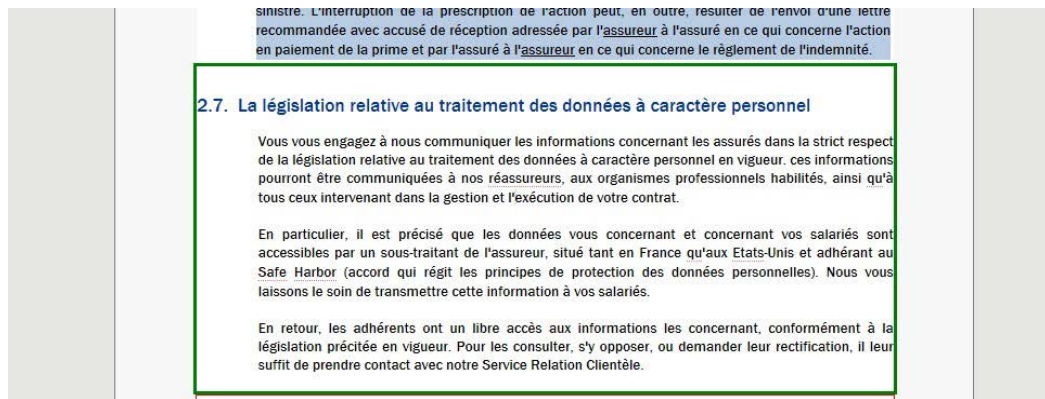 sinistre. L'interruption de la prescription de l'action peut, en outre, résulter de l'envoi d'une lettre
recommandée avec accusé de réception adressée par l'assureur à l'assuré en ce qui concerne l'action
en paiement de la prime et par l'assuré à l'assureur en ce qui concerne le règlement de l'indemnité.
2.7. La législation relative au traitement des données à caractère personnel
Vous vous engagez à nous communiquer les informations concernant les assurés dans la strict respect
de la législation relative au traitement des données à caractère personnel en vigueur. ces informations
pourront être communiquées à nos réassureurs, aux organismes professionnels habilités, ainsi qu'à
tous ceux intervenant dans la gestion et l'exécution de votre contrat.
En particulier, il est précisé que les données vous concernant et concernant vos salariés sont
accessibles par un sous-traitant de l'assureur, situé tant en France qu'aux Etats-Unis et adhérant au
Safe Harbor (accord qui régit les principes de protection des données personnelles). Nous vous
laissons le soin de transmettre cette information à vos salariés.
En retour, les adhérents ont un libre accès aux informations les concernant, conformément à la
législation précitée en vigueur. Pour les consulter, s'y opposer, ou demander leur rectification, il leur
suffit de prendre contact avec notre Service Relation Clientèle.